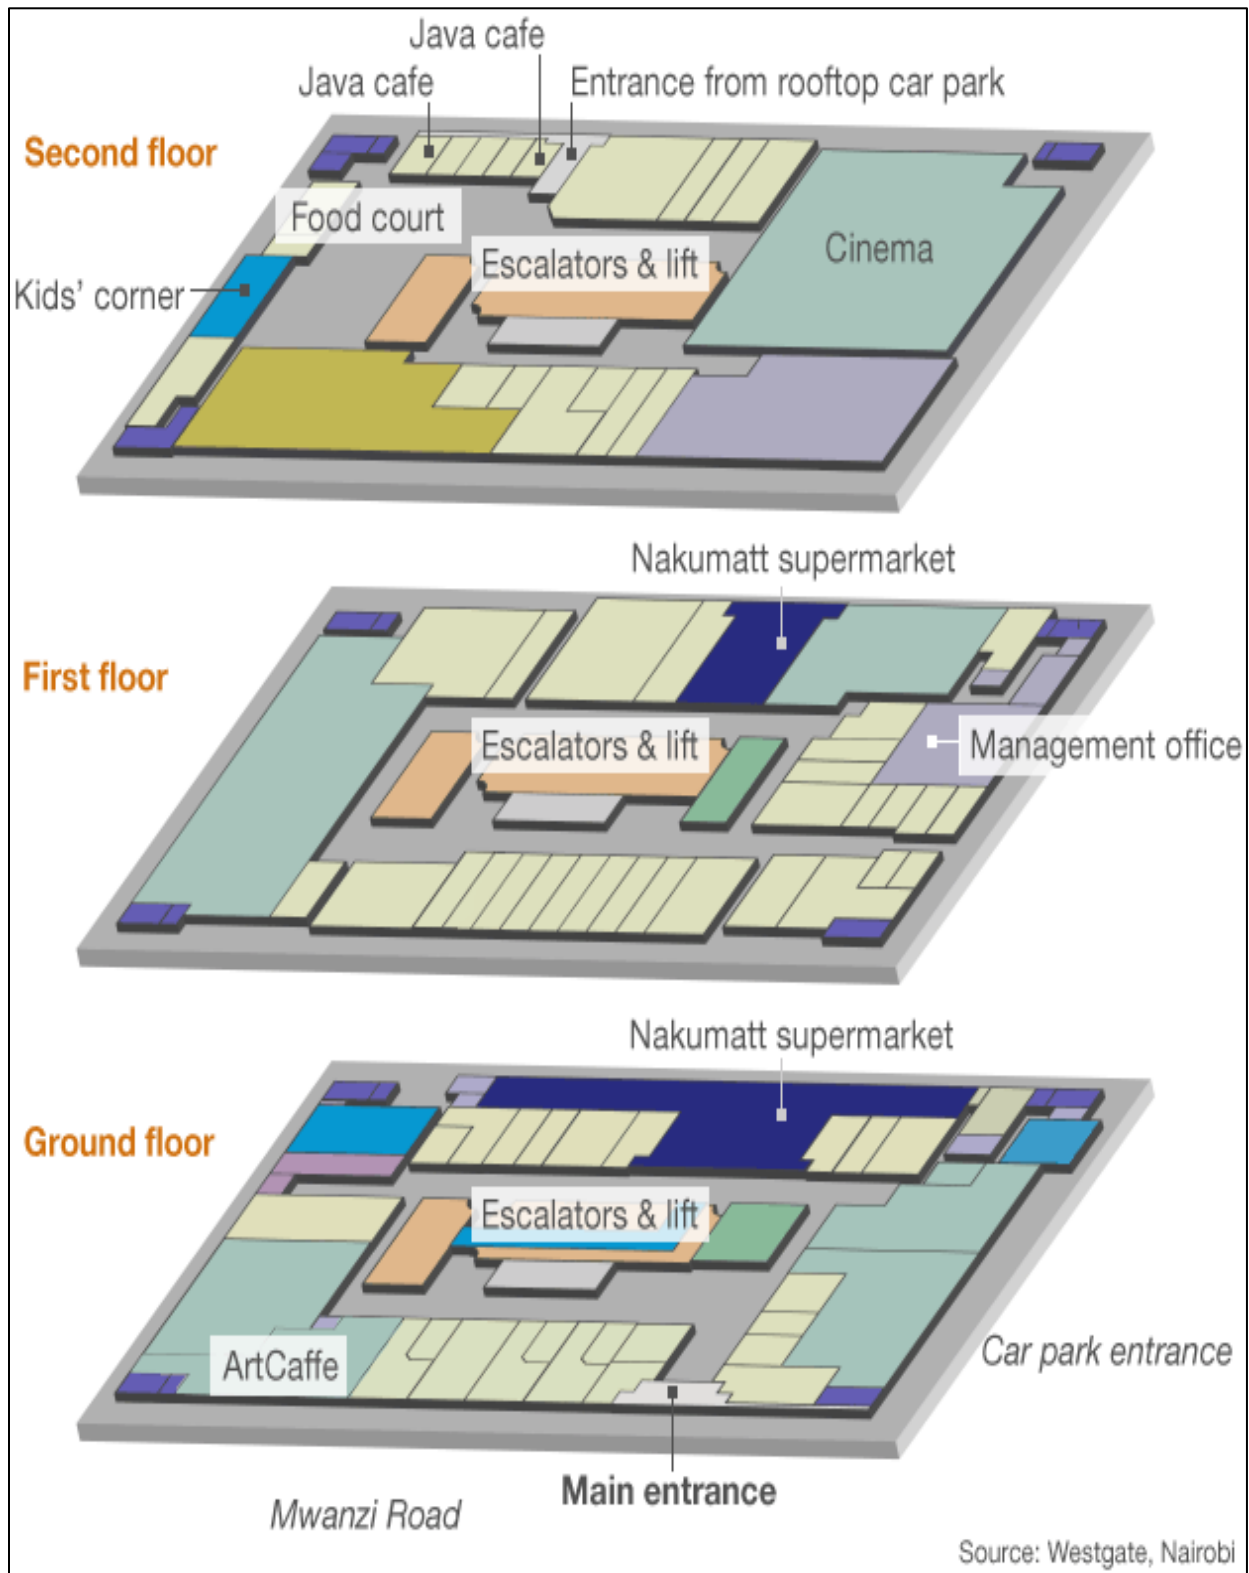 Java cafe
Java cafe
Entrance from rooftop car park
Second floor
Food court
Escalators & lift
Cinema
Kids' corner
Nakumatt supermarket
First floor
Escalators & lift
Management office
Nakumatt supermarket
Ground floor
Escalators & lift
ArtCaffe
Car park entrance
Main entrance
Mwanzi Road
Source: Westgate, Nairobi